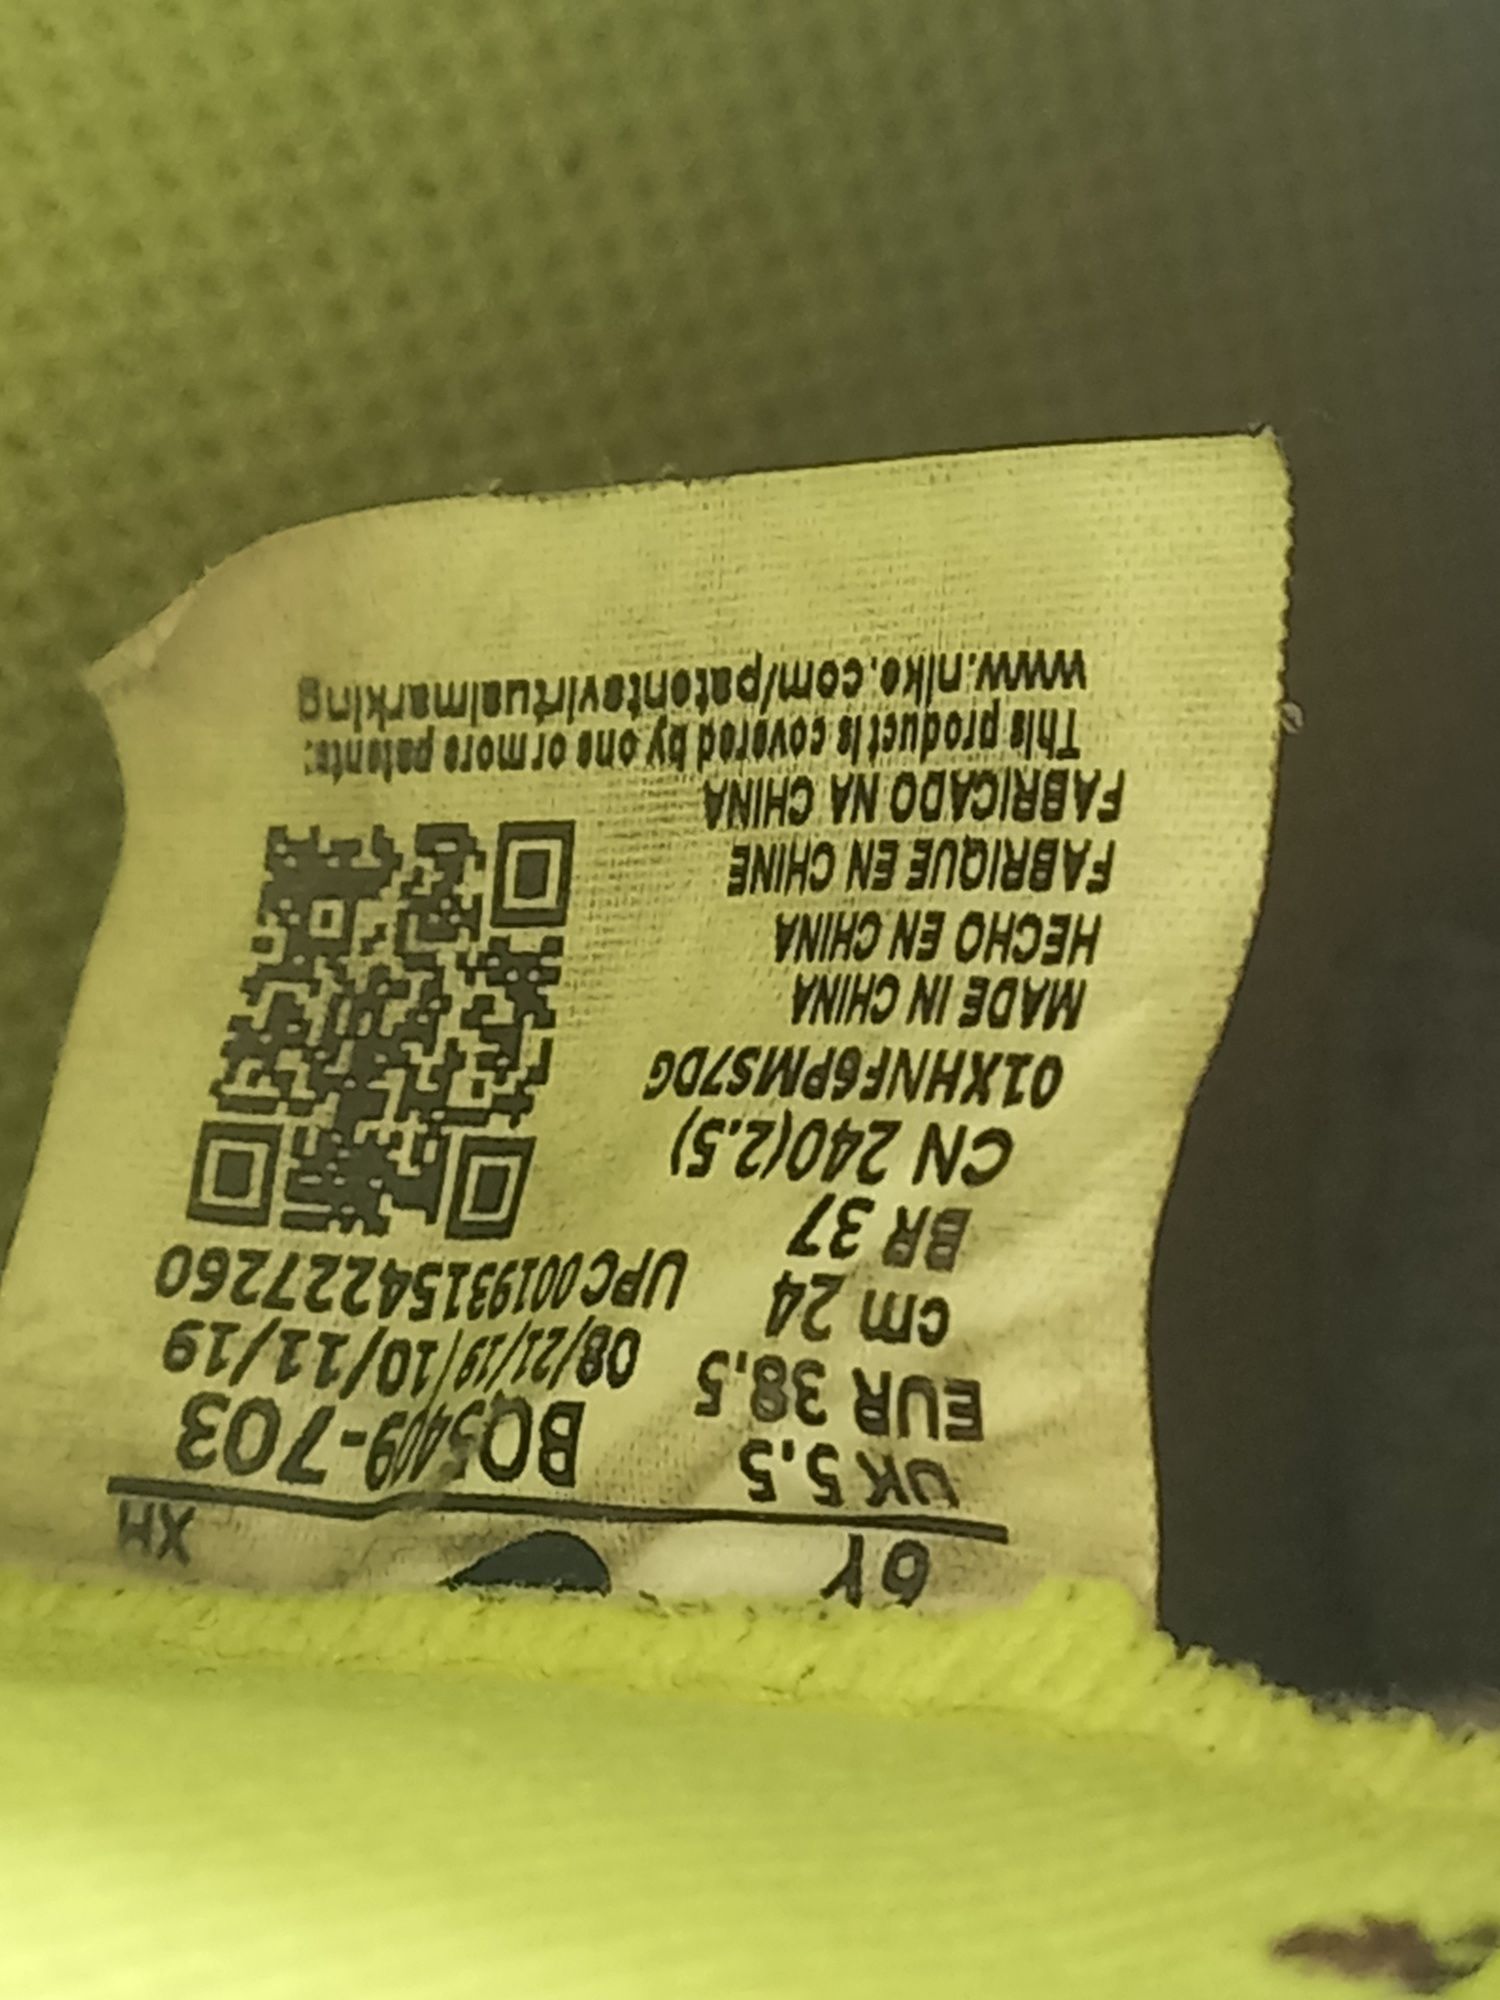 6Y XH
UK 5.5
EUR 38.5
cm 24
BR 37
CN 240(2.5)
BQ5409-703
08/21/19 10/11/19
UPC00193154227260
01XHNF6PMS7DG
MADE IN CHINA
HECHO EN CHINA
FABRIQUE EN CHINE
FABRICADO NA CHINA
This product is covered by one or more patents:
www.nike.com/patentsvirtualmarking